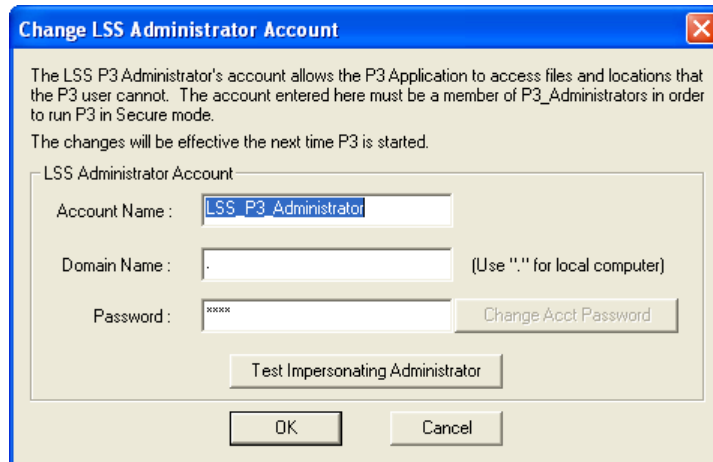 Change LSS Administrator Account
The LSS P3 Administrator's account allows the P3 Application to access files and locations that
the P3 user cannot. The account entered here must be a member of P3_Administrators in order
to run P3 in Secure mode.
The changes will be effective the next time P3 is started.
LSS Administrator Account
Account Name : LSS_P3_Administrator
Domain Name : . (Use "." for local computer)
Password : **** Change Acct Password
Test Impersonating Administrator
OK Cancel